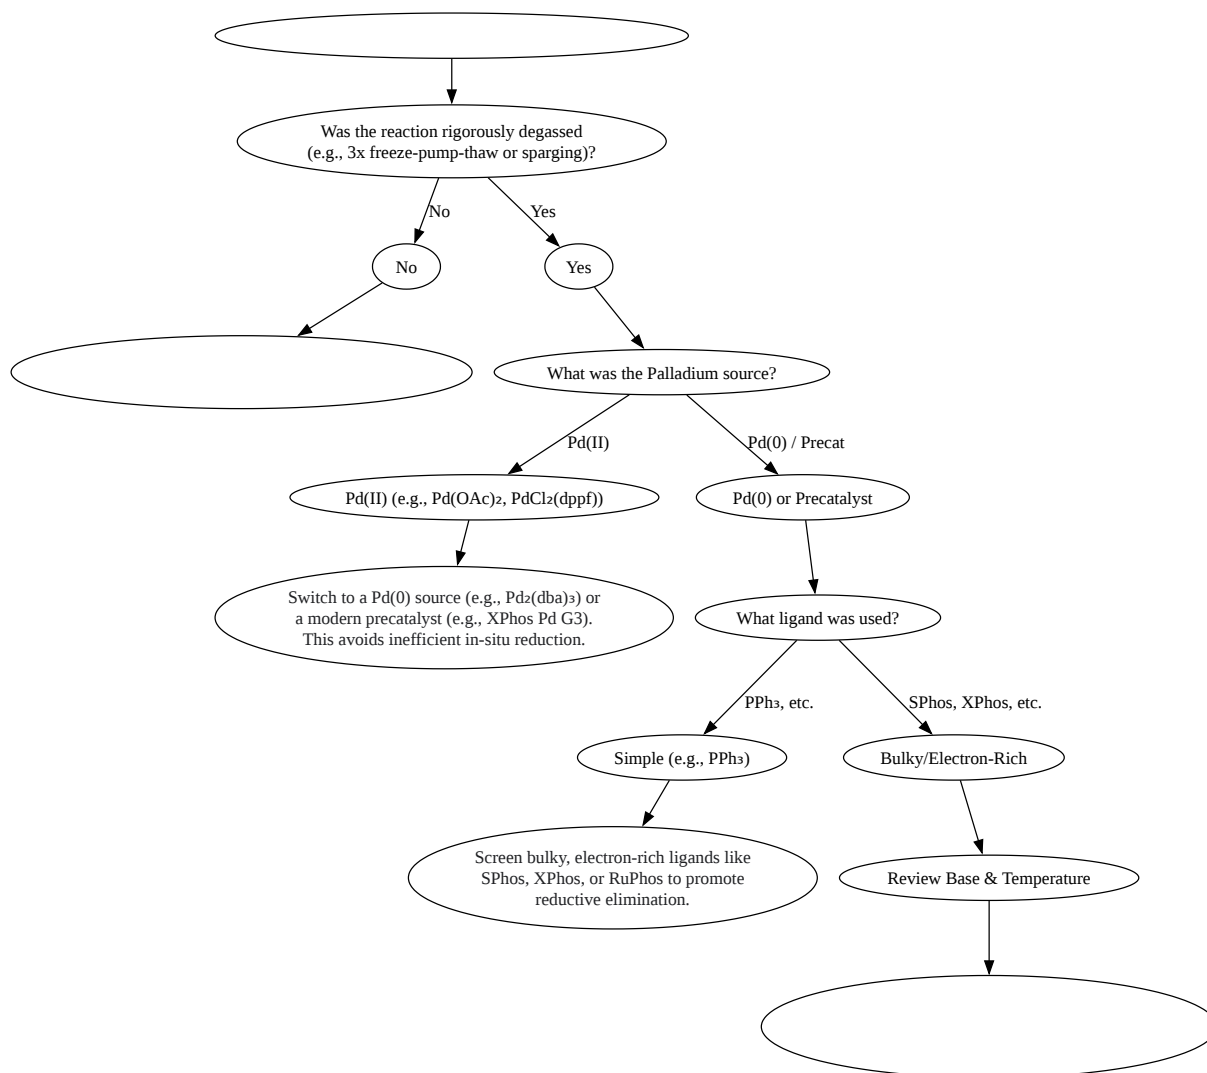 Was the reaction rigorously degassed
(e.g., 3x freeze-pump-thaw or sparging)?
No
Yes
No
Yes
What was the Palladium source?
Pd(II)
Pd(0) / Precat
Pd(II) (e.g., Pd(OAc)₂, PdCl₂(dppf))
Pd(0) or Precatalyst
Switch to a Pd(0) source (e.g., Pd₂(dba)₃) or
a modern precatalyst (e.g., XPhos Pd G3).
This avoids inefficient in-situ reduction.
What ligand was used?
PPh₃, etc.
SPhos, XPhos, etc.
Simple (e.g., PPh₃)
Bulky/Electron-Rich
Screen bulky, electron-rich ligands like
SPhos, XPhos, or RuPhos to promote
reductive elimination.
Review Base & Temperature